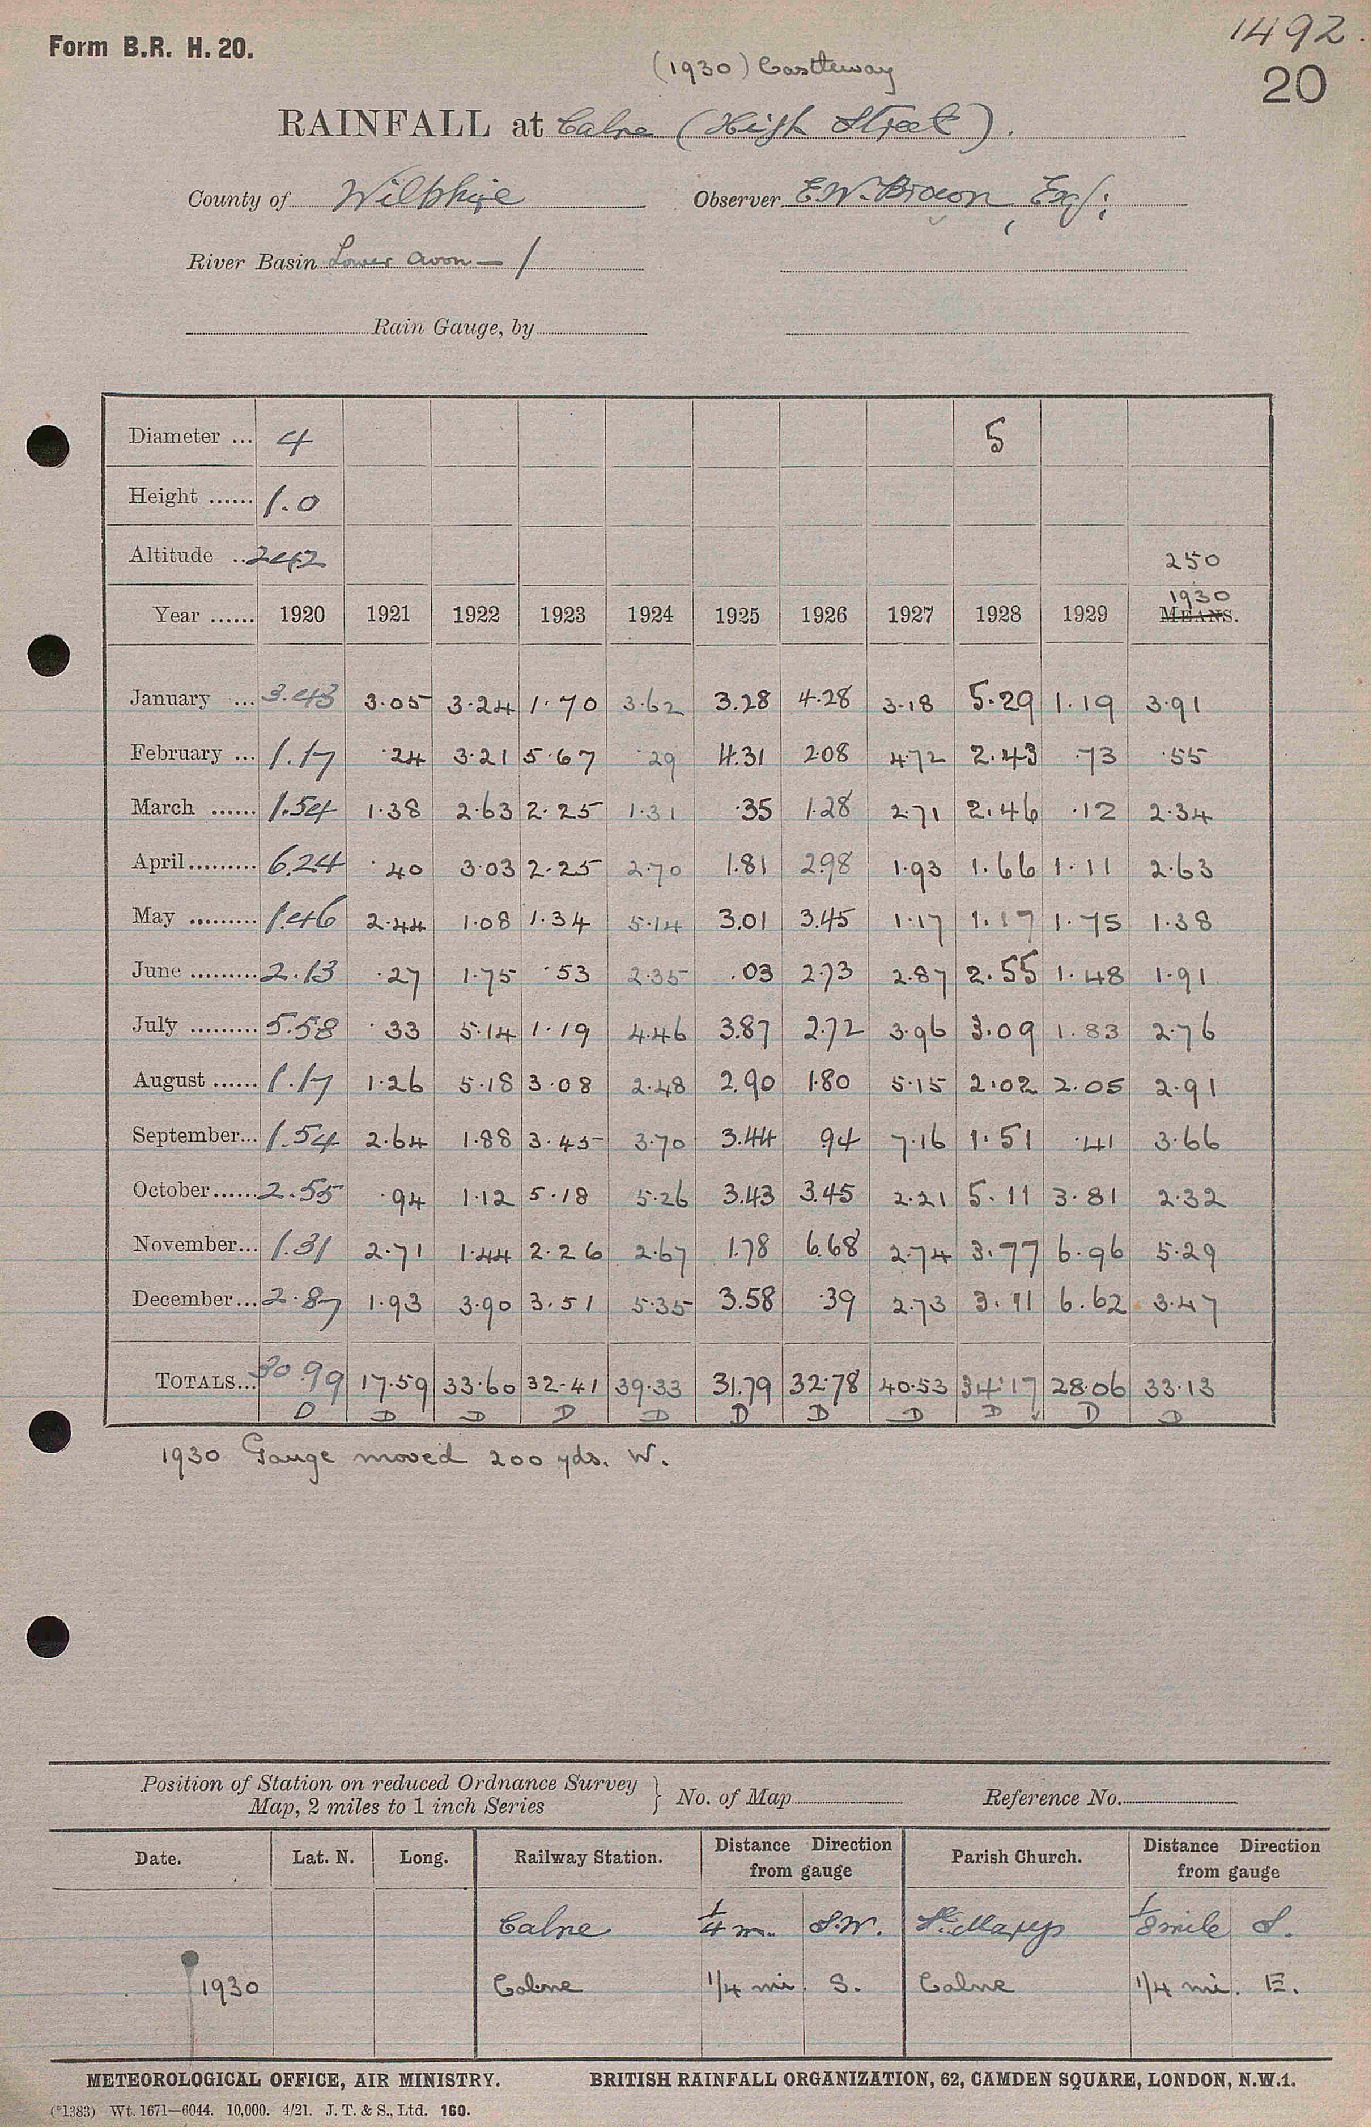 Form B.R. H. 20.
1492.
20
(1930) Castleway
RAINFALL at Calne (High Street).
County of Wiltshire Observer E.W. Brown, Esq;
River Basin Lower Avon — 1
Rain Gauge, by
Diameter ... 4 5
Height ...... 1.0
Altitude .. 242 250
Year ...... 1920 1921 1922 1923 1924 1925 1926 1927 1928 1929 1930 MEANS.
January ... 3.43 3.05 3.24 1.70 3.62 3.28 4.28 3.18 5.29 1.19 3.91
February ... 1.17 .24 3.21 5.67 .29 4.31 2.08 4.72 2.43 .73 .55
March ...... 1.54 1.38 2.63 2.25 1.31 .35 1.28 2.71 2.46 .12 2.34
April ......... 6.24 .40 3.03 2.25 2.70 1.81 2.98 1.93 1.66 1.11 2.63
May ......... 1.46 2.44 1.08 1.34 5.14 3.01 3.45 1.17 1.17 1.75 1.38
June ......... 2.13 .27 1.75 .53 2.35 .03 2.73 2.87 2.55 1.48 1.91
July ......... 5.58 .33 5.14 1.19 4.46 3.87 2.72 3.96 3.09 1.83 2.76
August ...... 1.17 1.26 5.18 3.08 2.48 2.90 1.80 5.15 2.02 2.05 2.91
September... 1.54 2.64 1.88 3.45 3.70 3.44 .94 7.16 1.51 .41 3.66
October...... 2.55 .94 1.12 5.18 5.26 3.43 3.45 2.21 5.11 3.81 2.32
November... 1.31 2.71 1.44 2.26 2.67 1.78 6.68 2.74 3.77 6.96 5.29
December... 2.87 1.93 3.90 3.51 5.35 3.58 .39 2.73 3.11 6.62 3.47
TOTALS... 30.99 17.59 33.60 32.41 39.33 31.79 32.78 40.53 34.17 28.06 33.13
D D D D D D D D D D D
1930 Gauge moved 200 yds. W.
Position of Station on reduced Ordnance Survey
Map, 2 miles to 1 inch Series } No. of Map Reference No.
Date. Lat. N. Long. Railway Station. Distance Direction from gauge Parish Church. Distance Direction from gauge
Calne 1/4 m. S.W. St. Marys 1/8 mile S.
1930 Calne 1/4 mi. S. Calne 1/4 mi. E.
METEOROLOGICAL OFFICE, AIR MINISTRY. BRITISH RAINFALL ORGANIZATION, 62, CAMDEN SQUARE, LONDON, N.W.1.
(*1383) Wt. 1671—6044. 10,000. 4/21. J. T. & S., Ltd. 160.